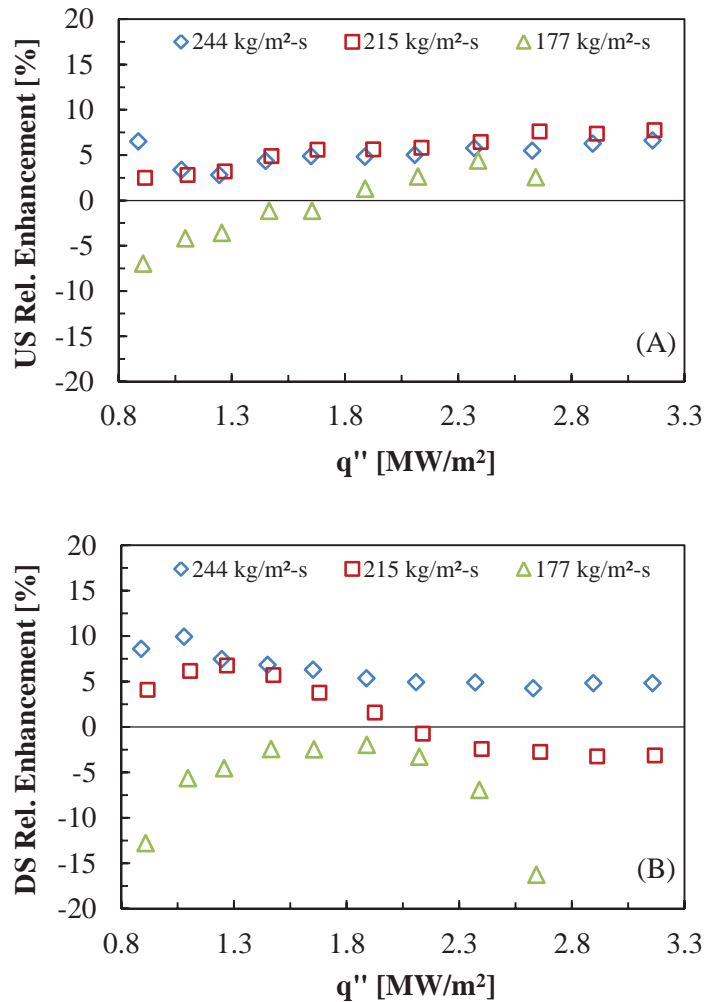 20
15
10
5
0
-5
-10
-15
-20
US Rel. Enhancement [%]
244 kg/m²-s 215 kg/m²-s 177 kg/m²-s
(A)
0.8 1.3 1.8 2.3 2.8 3.3
q'' [MW/m²]
20
15
10
5
0
-5
-10
-15
-20
DS Rel. Enhancement [%]
244 kg/m²-s 215 kg/m²-s 177 kg/m²-s
(B)
0.8 1.3 1.8 2.3 2.8 3.3
q'' [MW/m²]